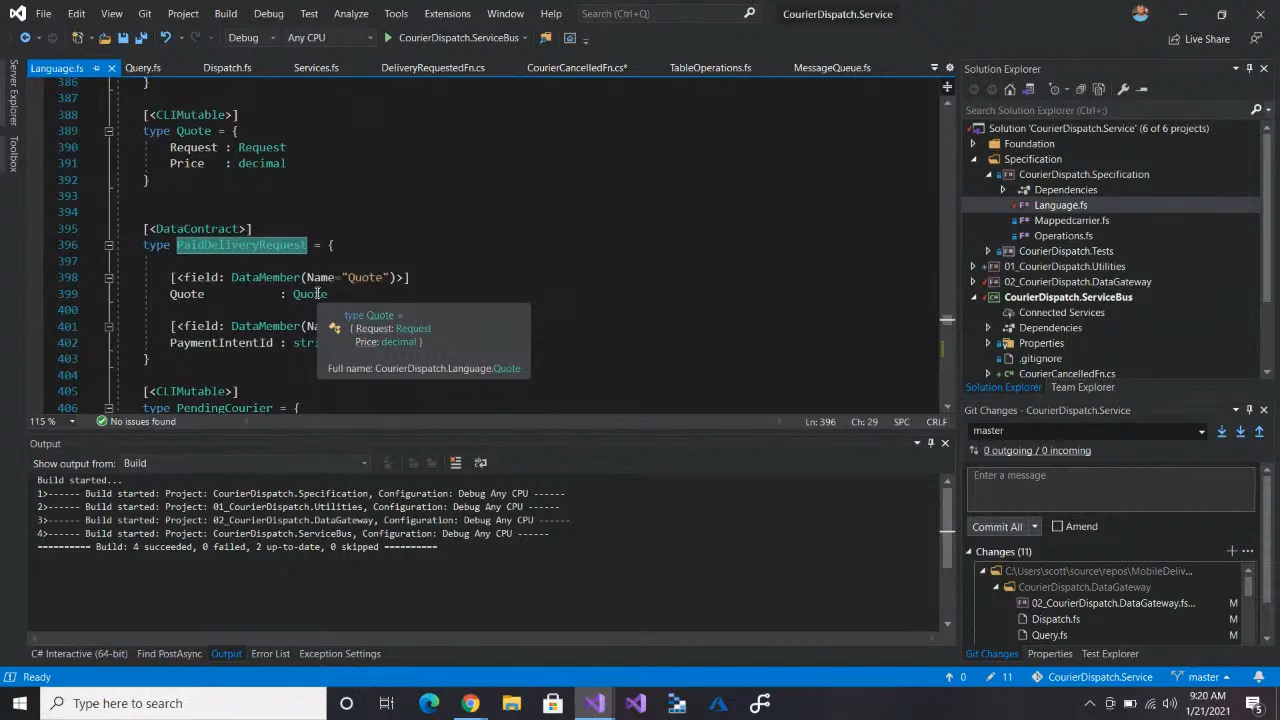 File Edit View Git Project Build Debug Test Analyze Tools Extensions Window Help Search (Ctrl+Q) CourierDispatch.Service
Debug Any CPU CourierDispatch.ServiceBus Live Share
Server Explorer
Toolbox
Language.fs Query.fs Dispatch.fs Services.fs DeliveryRequestedFn.cs CourierCancelledFn.cs* TableOperations.fs MessageQueue.fs
386 }
387
388 [<CLIMutable>]
389 type Quote = {
390 Request : Request
391 Price : decimal
392 }
393
394
395 [<DataContract>]
396 type PaidDeliveryRequest = {
398 [<field: DataMember(Name="Quote")>]
399 Quote : Quote
400
401 [<field: DataMember(N
402 PaymentIntentId : stri
403 }
404
405 [<CLIMutable>]
406 type PendingCourier = {
type Quote =
{ Request: Request
Price: decimal }
Full name: CourierDispatch.Language.Quote
115 % No issues found Ln: 396 Ch: 29 SPC CRLF
Output
Show output from: Build
Build started...
1>------ Build started: Project: CourierDispatch.Specification, Configuration: Debug Any CPU ------
2>------ Build started: Project: 01_CourierDispatch.Utilities, Configuration: Debug Any CPU ------
3>------ Build started: Project: 02_CourierDispatch.DataGateway, Configuration: Debug Any CPU ------
4>------ Build started: Project: CourierDispatch.ServiceBus, Configuration: Debug Any CPU ------
========== Build: 4 succeeded, 0 failed, 2 up-to-date, 0 skipped ==========
C# Interactive (64-bit) Find PostAsync Output Error List Integration Settings
Solution Explorer
Search Solution Explorer (Ctrl+;)
Solution 'CourierDispatch.Service' (6 of 6 projects)
Foundation
Specification
CourierDispatch.Specification
Dependencies
Language.fs
Mappedcarrier.fs
Operations.fs
CourierDispatch.Tests
01_CourierDispatch.Utilities
02_CourierDispatch.DataGateway
CourierDispatch.ServiceBus
Connected Services
Dependencies
Properties
.gitignore
CourierCancelledFn.cs
Solution Explorer Team Explorer
Git Changes - CourierDispatch.Service
master
0 outgoing / 0 incoming
Enter a message
Commit All Amend
Changes (11)
C:\Users\scott\source\repos\MobileDeliv...
CourierDispatch.DataGateway
02_CourierDispatch.DataGateway.fs... M
Dispatch.fs M
Query.fs M
Git Changes Properties Test Explorer
Ready 0 11 CourierDispatch.Service master
Type here to search
9:20 AM
1/21/2021